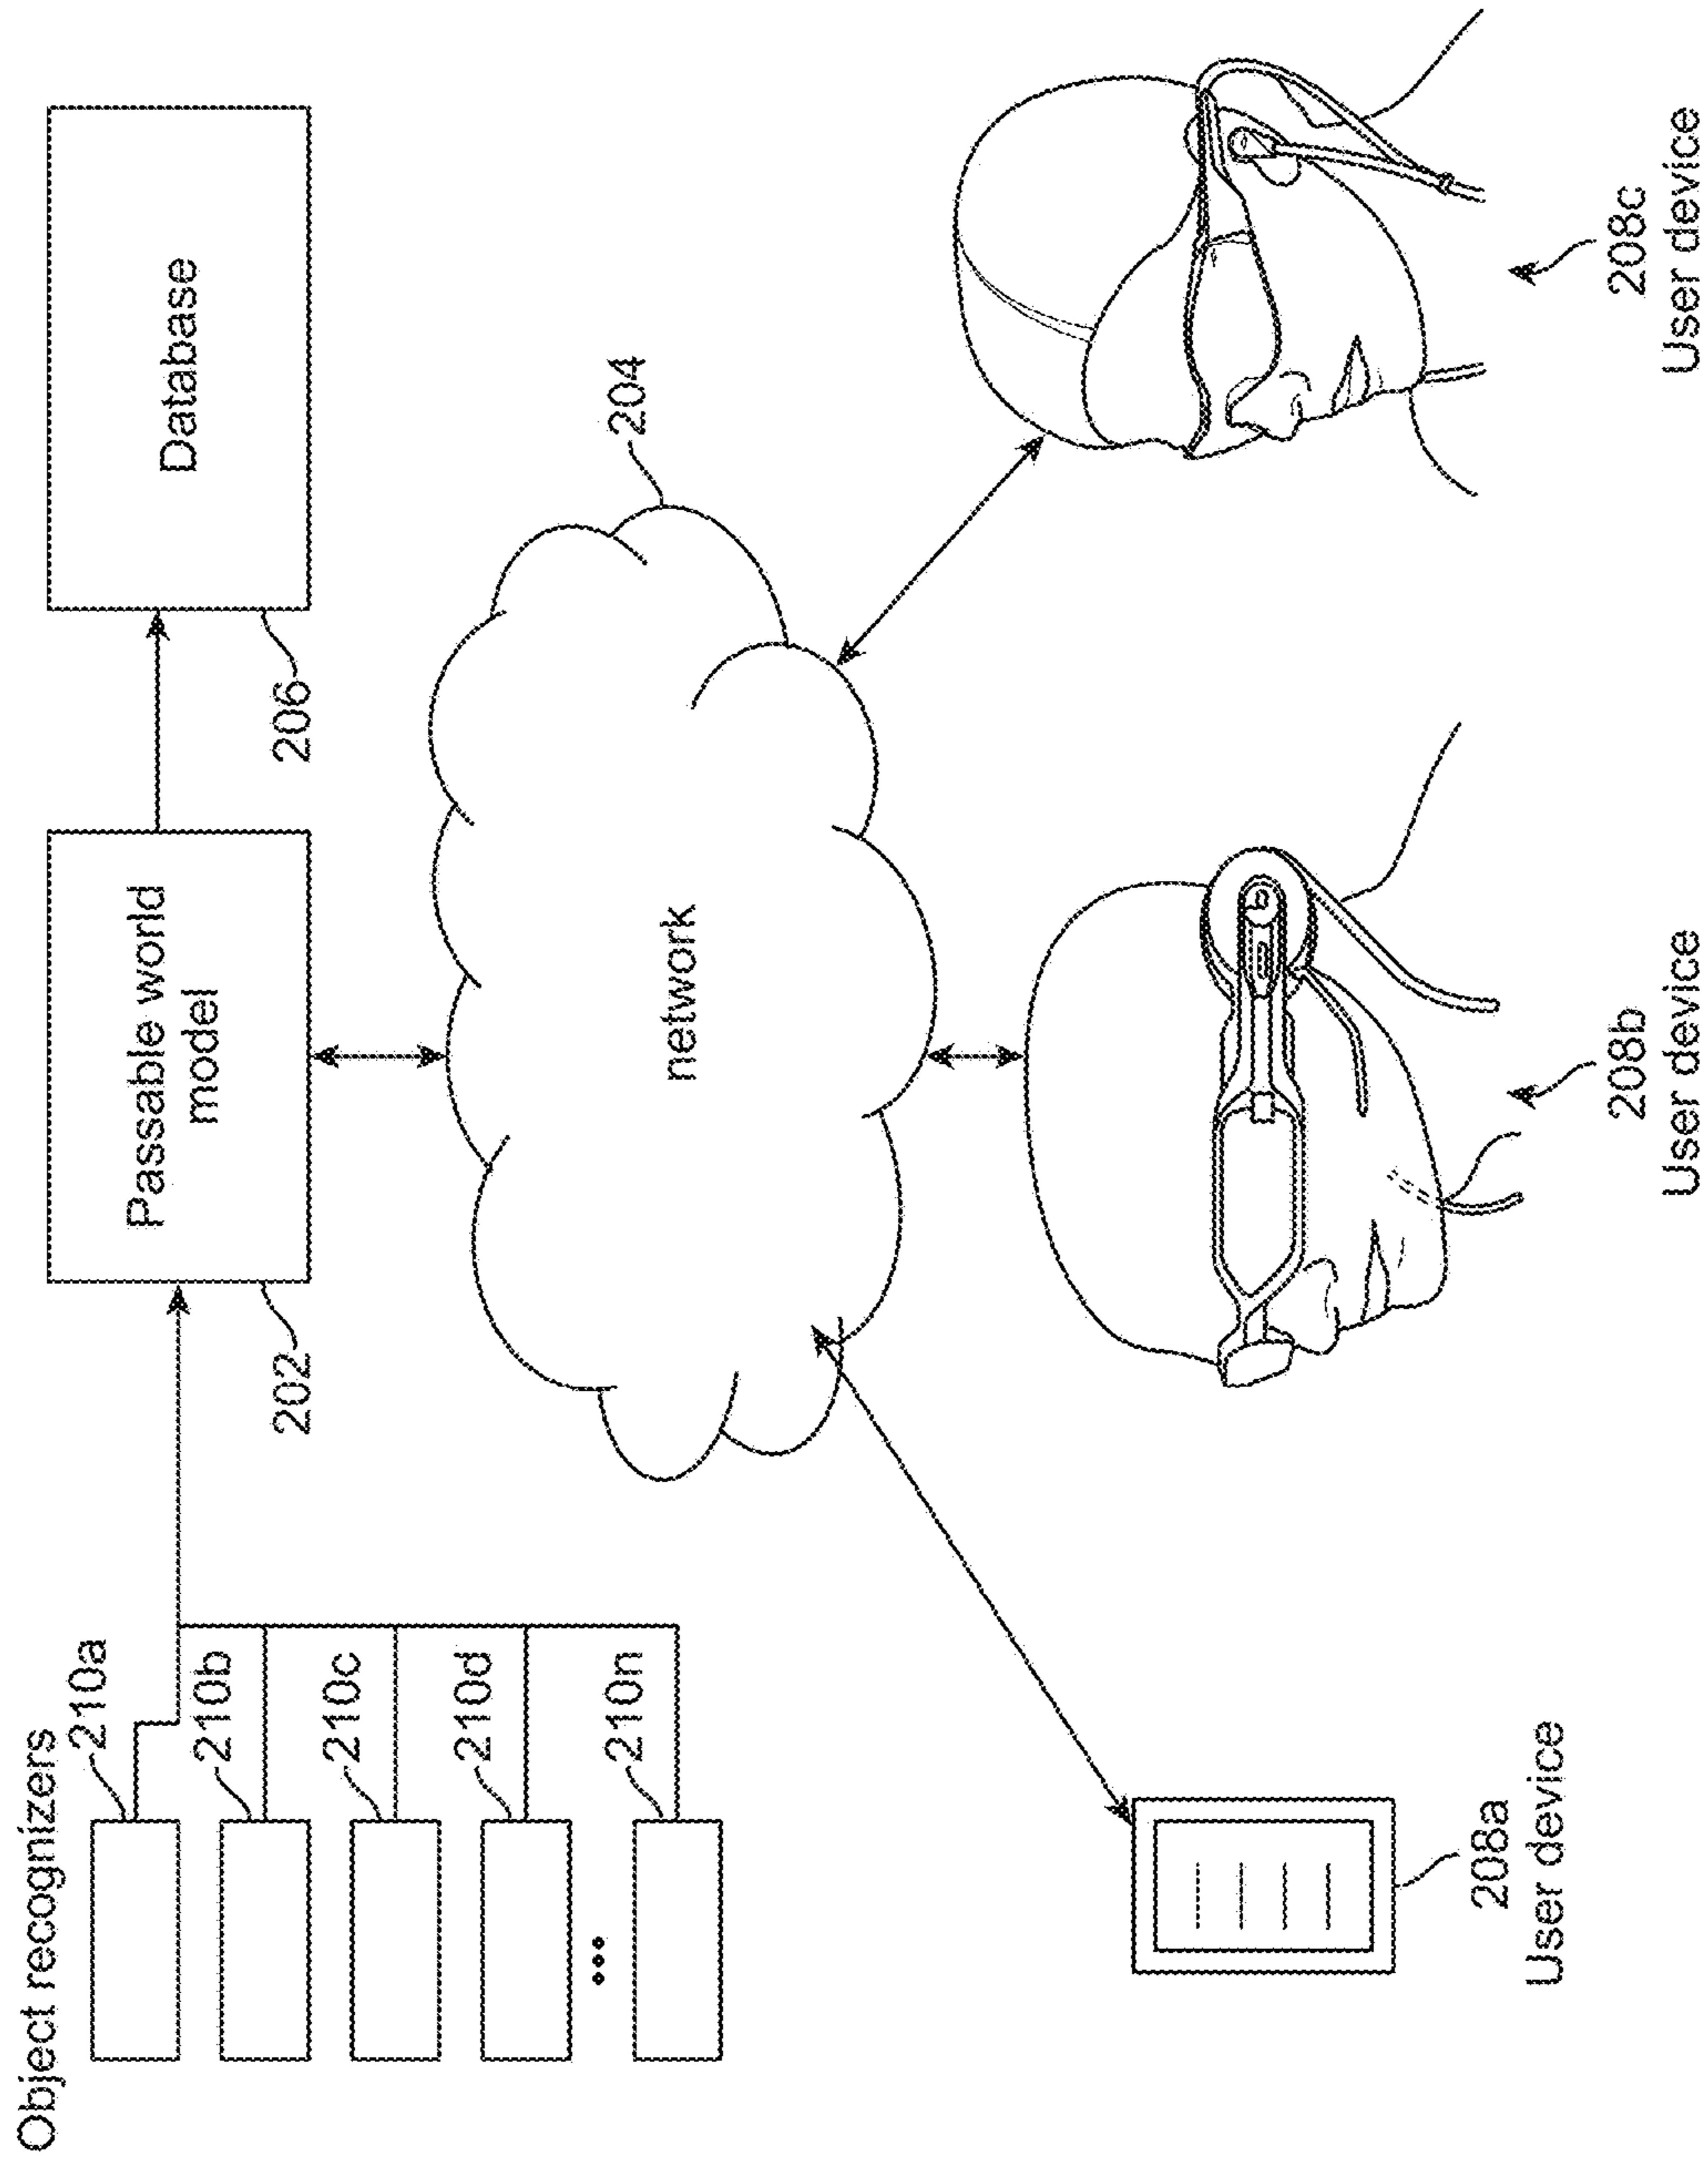 Object recognizers
210a
210b
210c
210d
210n
Passable world
model
202
Database
206
network
204
208a
User device
208b
User device
208c
User device